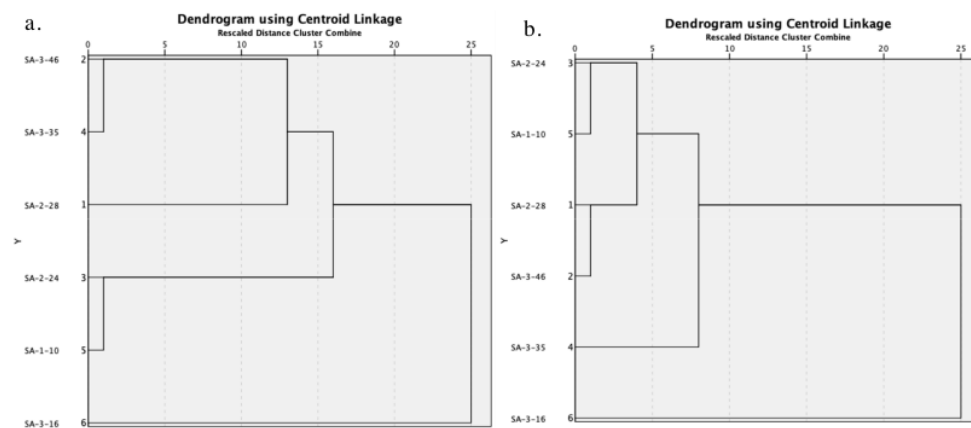 a.
Dendrogram using Centroid Linkage
Rescaled Distance Cluster Combine
0 5 10 15 20 25
SA-3-46 2
SA-3-35 4
SA-2-28 1
Y
SA-2-24 3
SA-1-10 5
SA-3-16 6
b.
Dendrogram using Centroid Linkage
Rescaled Distance Cluster Combine
0 5 10 15 20 25
SA-2-24 3
SA-1-10 5
SA-2-28 1
Y
SA-3-46 2
SA-3-35 4
SA-3-16 6